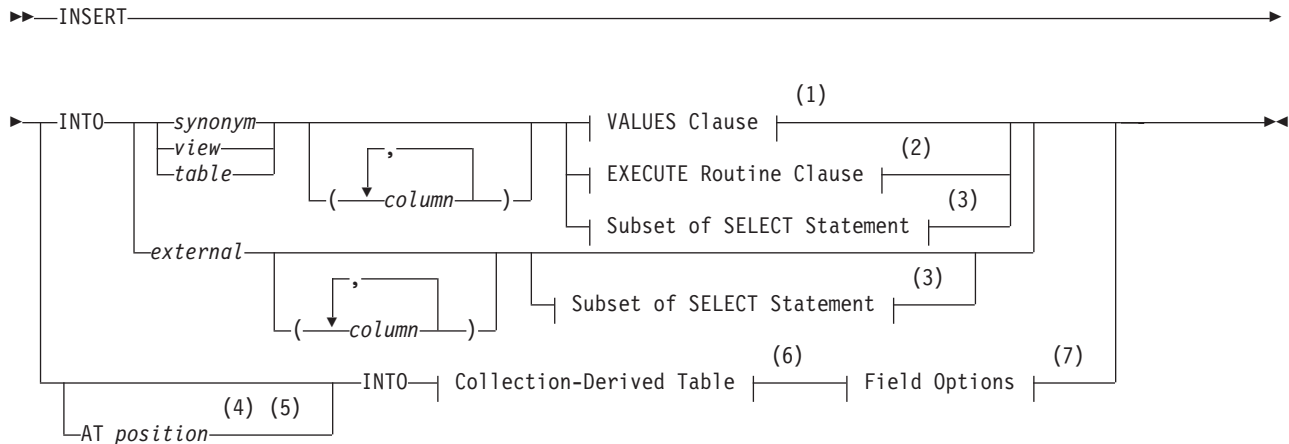 INSERT
(1)
INTO synonym VALUES Clause
view , (2)
table EXECUTE Routine Clause
( column ) (3)
Subset of SELECT Statement
external
, (3)
Subset of SELECT Statement
( column )
(6) (7)
INTO Collection-Derived Table Field Options
(4) (5)
AT position